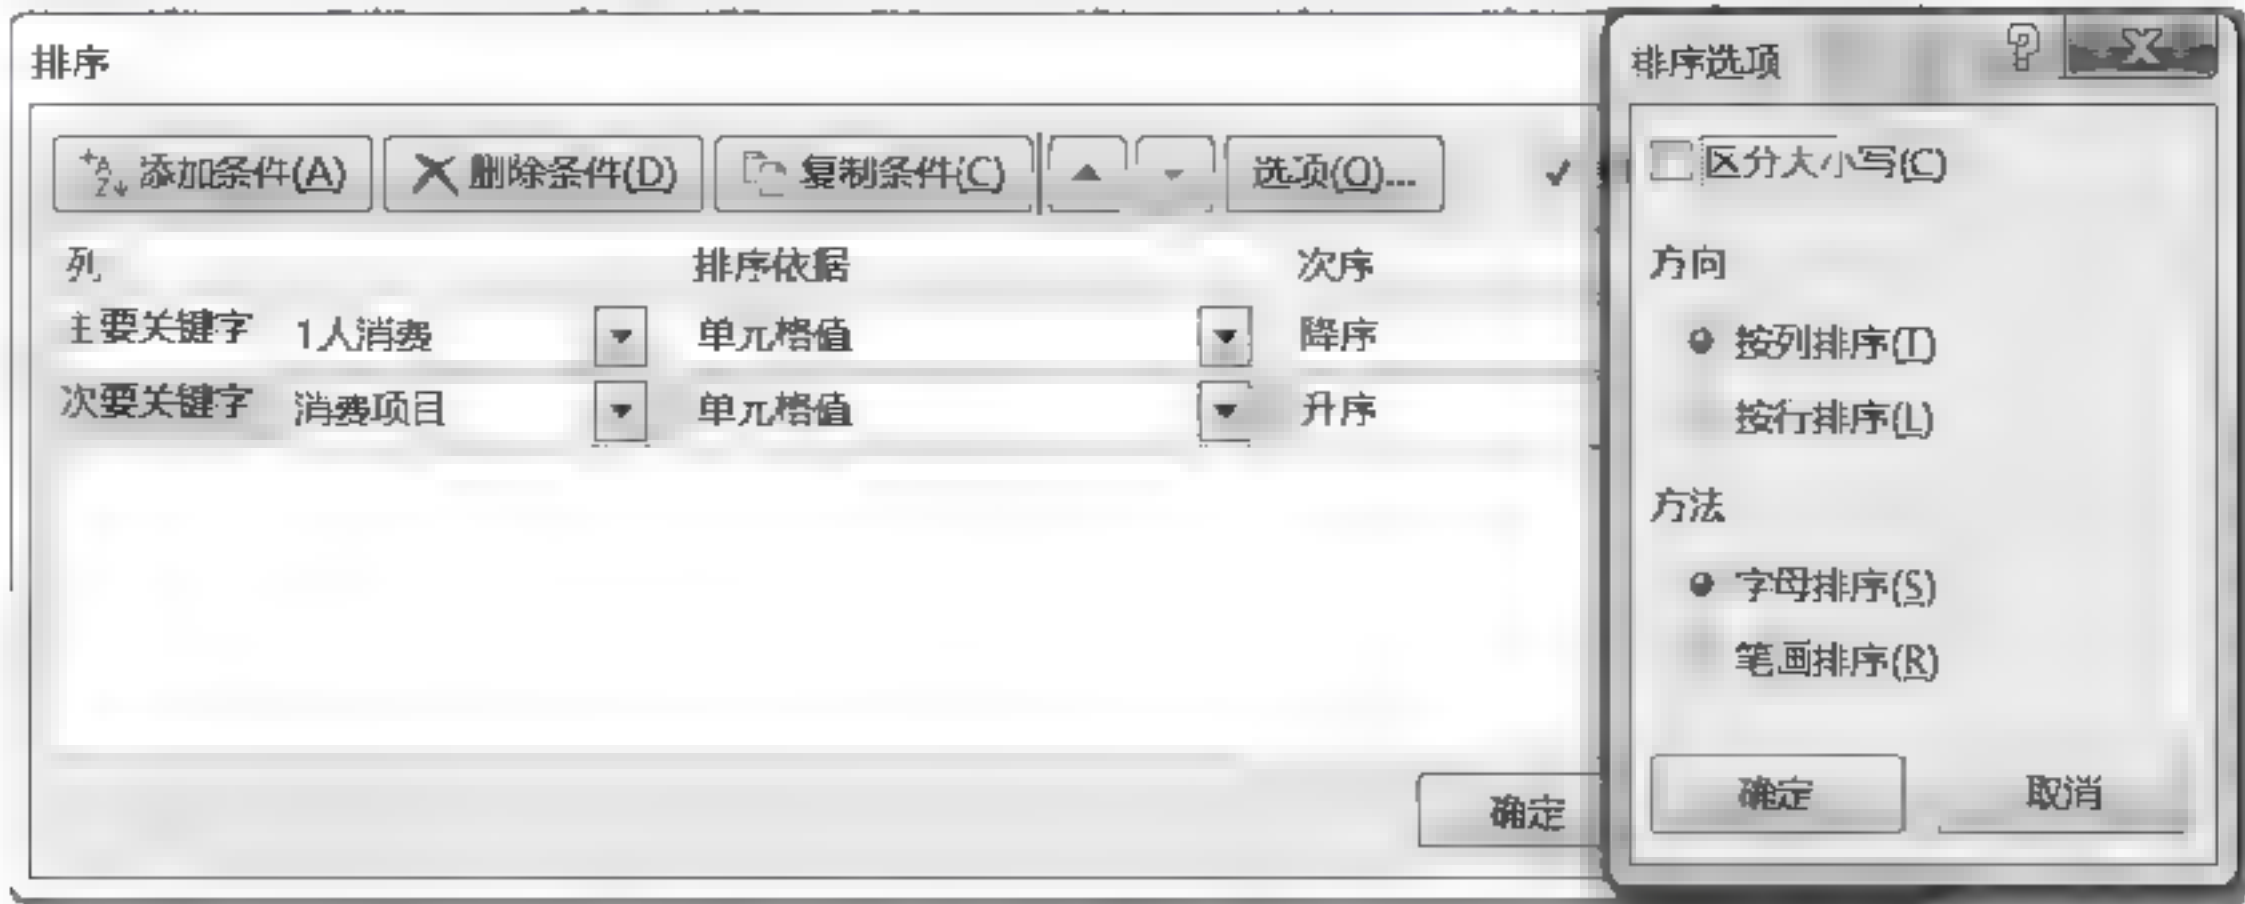 排序
添加条件(A) 删除条件(D) 复制条件(C) 选项(O)...
列 排序依据 次序
主要关键字 1人消费 单元格值 降序
次要关键字 消费项目 单元格值 升序
确定
排序选项
区分大小写(C)
方向
按列排序(T)
按行排序(L)
方法
字母排序(S)
笔画排序(R)
确定 取消